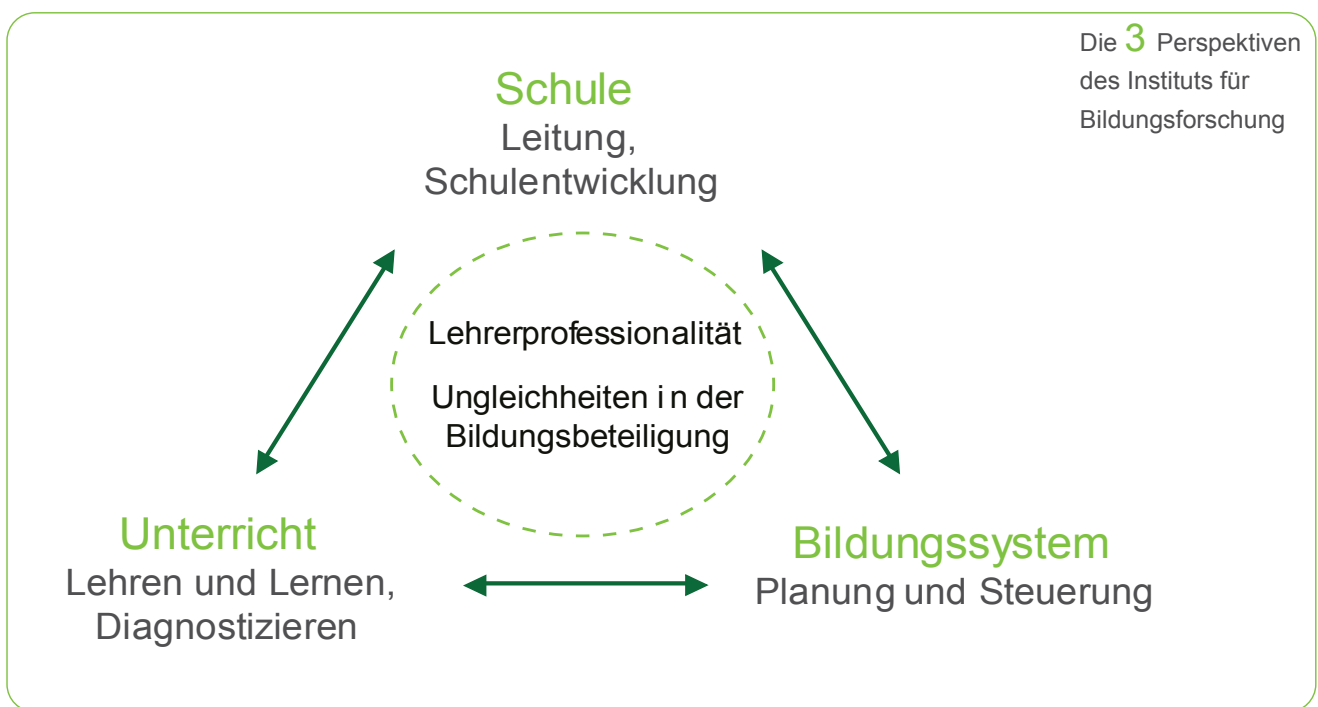 Die 3 Perspektiven
des Instituts für
Bildungsforschung
Schule
Leitung,
Schulentwicklung
Lehrerprofessionalität
Ungleichheiten in der
Bildungsbeteiligung
Unterricht
Lehren und Lernen,
Diagnostizieren
Bildungssystem
Planung und Steuerung